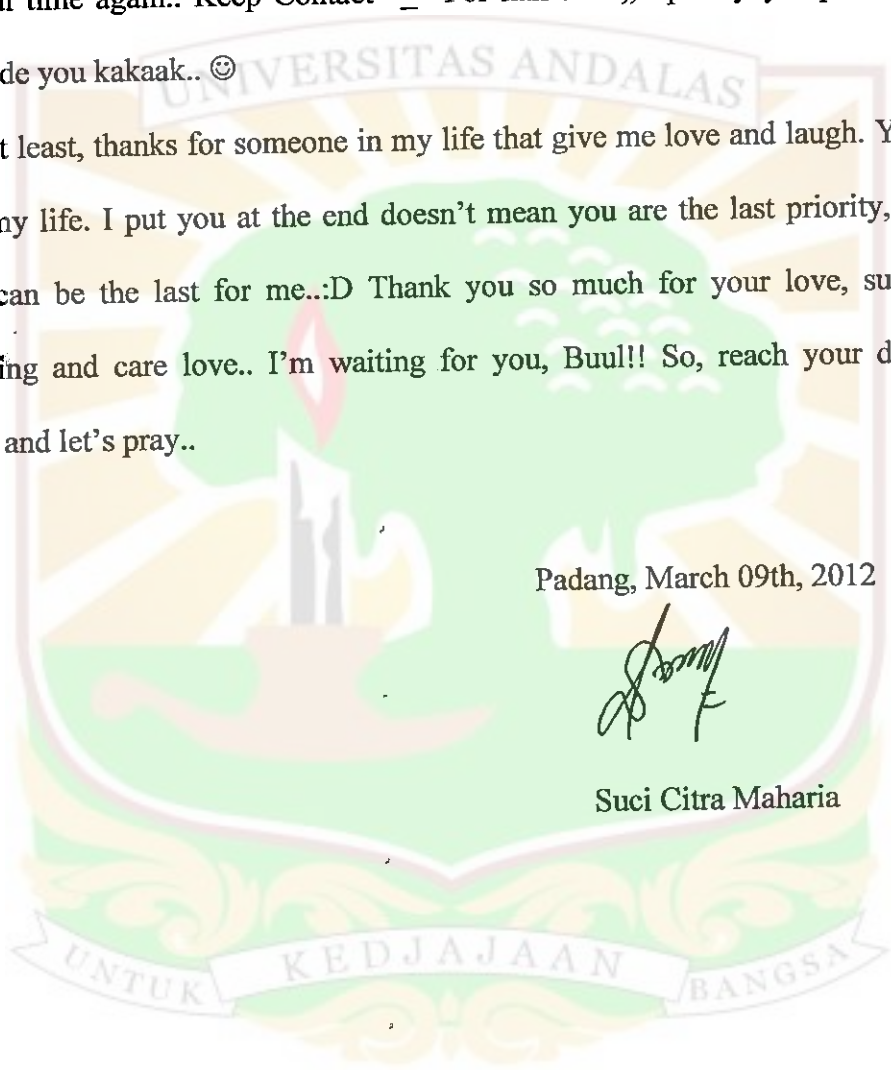 time again.. Keep Contact
de you kakaak.. ☺
UNIVERSITAS ANDALAS
t least, thanks for someone in my life that give me love and laugh. Y
ny life. I put you at the end doesn't mean you are the last priority,
can be the last for me..:D Thank you so much for your love, su
ing and care love.. I'm waiting for you, Buul!! So, reach your d
and let's pray..
Padang, March 09th, 2012
Suci Citra Maharia
UNTUK KEDJAJAAN BANGSA